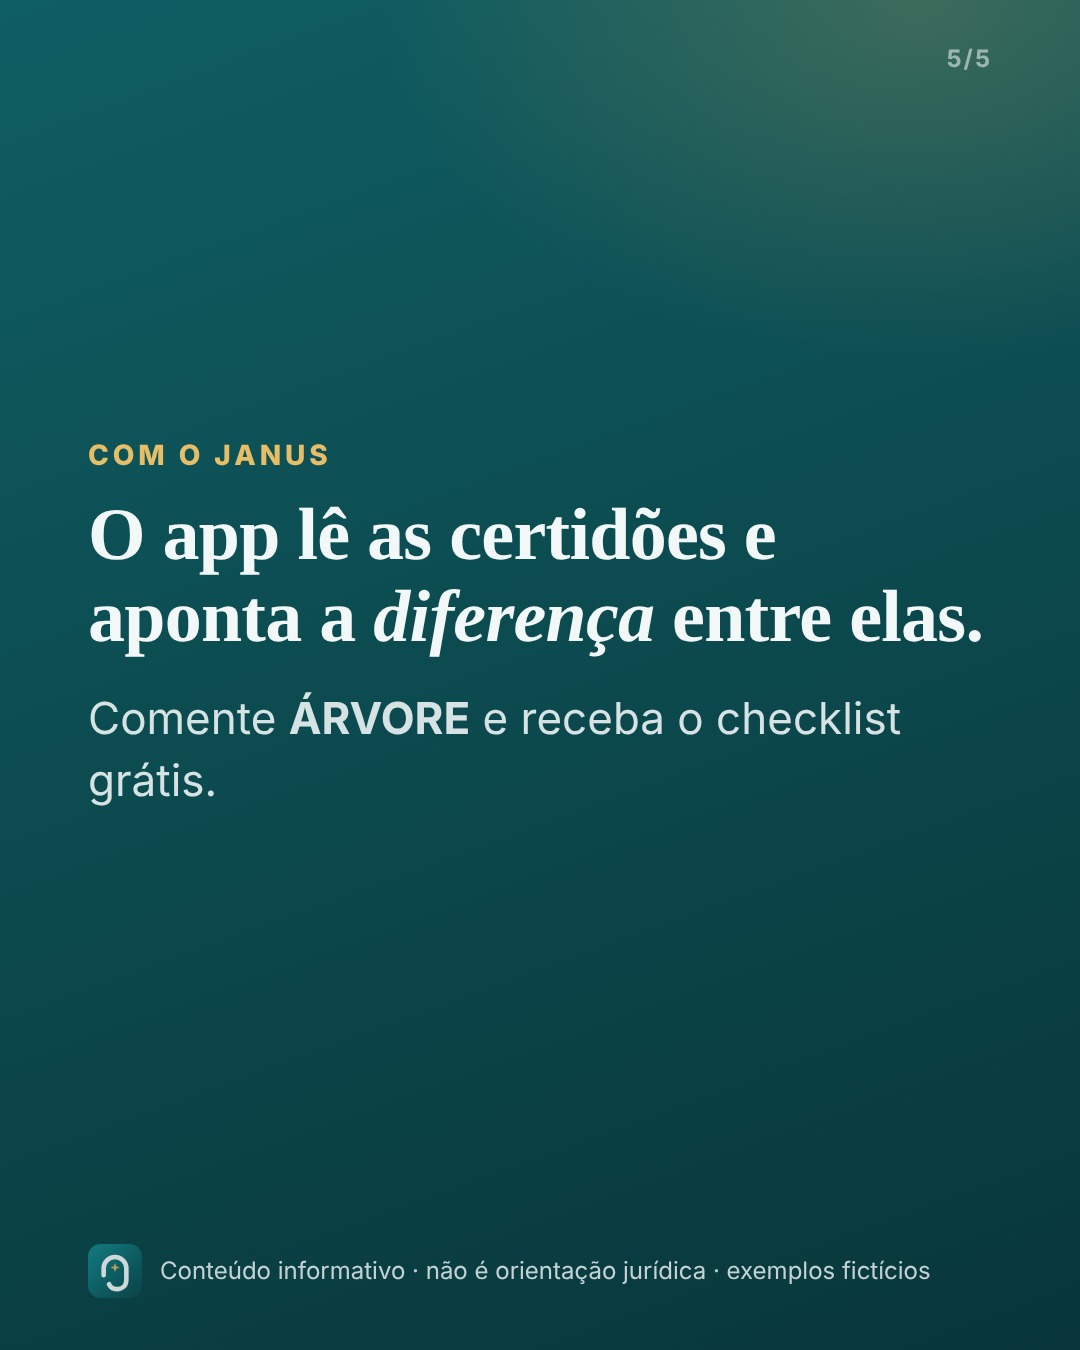 5/5
COM O JANUS
O app lê as certidões e
aponta a diferença entre elas.
Comente ÁRVORE e receba o checklist
grátis.
Conteúdo informativo · não é orientação jurídica · exemplos fictícios